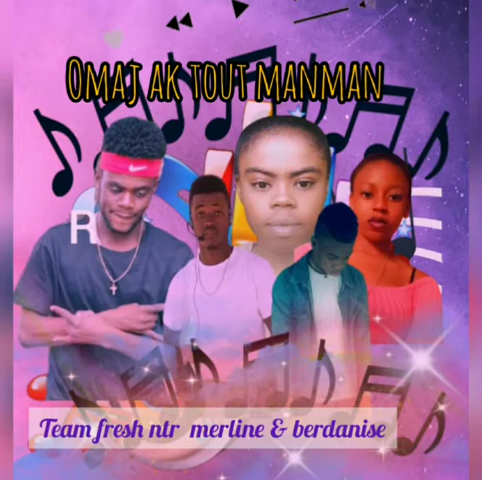 Omaj ak tout manman
R
Team fresh ntr merline & berdanise